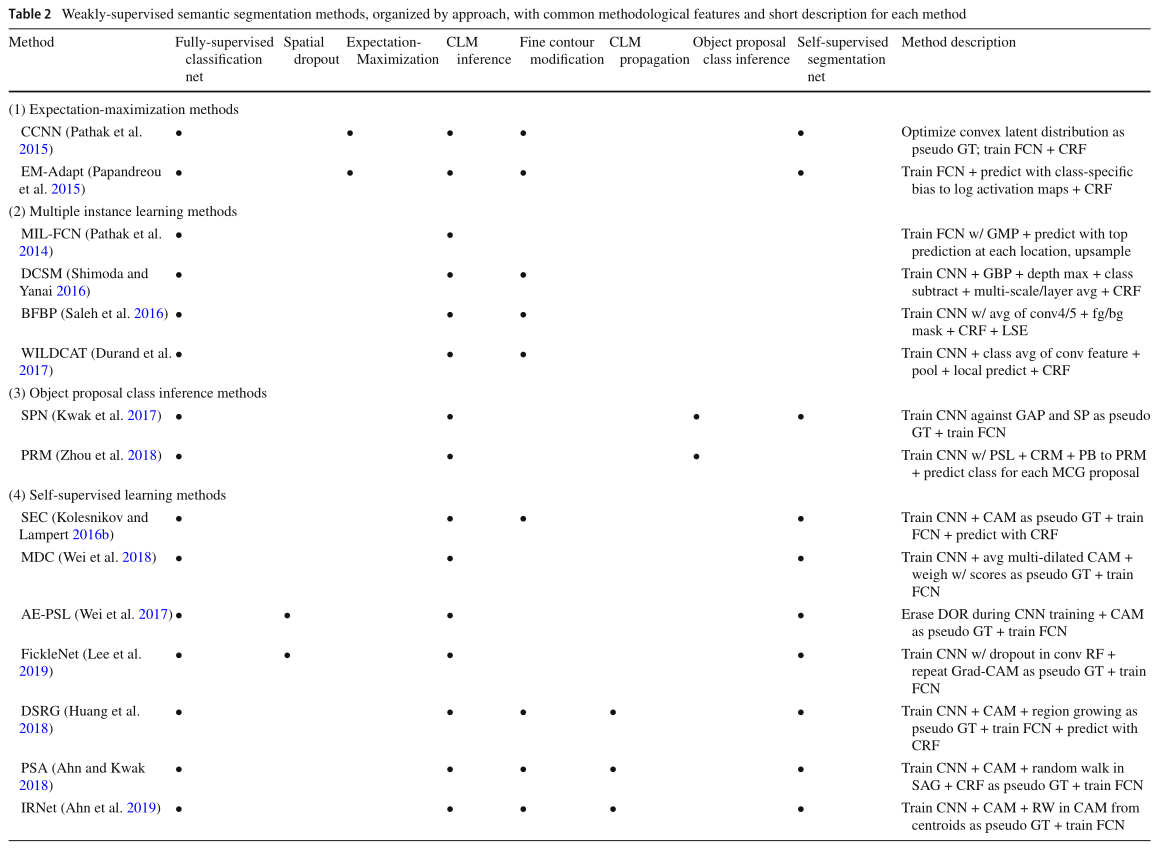 Table 2 Weakly-supervised semantic segmentation methods, organized by approach, with common methodological features and short description for each method
Method Fully-supervised Spatial Expectation- CLM Fine contour CLM Object proposal Self-supervised Method description
classification dropout Maximization inference modification propagation class inference segmentation
net net
(1) Expectation-maximization methods
CCNN (Pathak et al. • • • • • Optimize convex latent distribution as
2015) pseudo GT; train FCN + CRF
EM-Adapt (Papandreou • • • • • Train FCN + predict with class-specific
et al. 2015) bias to log activation maps + CRF
(2) Multiple instance learning methods
MIL-FCN (Pathak et al. • • Train FCN w/ GMP + predict with top
2014) prediction at each location, upsample
DCSM (Shimoda and • • • Train CNN + GBP + depth max + class
Yanai 2016) subtract + multi-scale/layer avg + CRF
BFBP (Saleh et al. 2016) • • • Train CNN w/ avg of conv4/5 + fg/bg
mask + CRF + LSE
WILDCAT (Durand et al. • • • Train CNN + class avg of conv feature +
2017) pool + local predict + CRF
(3) Object proposal class inference methods
SPN (Kwak et al. 2017) • • • • Train CNN against GAP and SP as pseudo
GT + train FCN
PRM (Zhou et al. 2018) • • • Train CNN w/ PSL + CRM + PB to PRM
+ predict class for each MCG proposal
(4) Self-supervised learning methods
SEC (Kolesnikov and • • • • Train CNN + CAM as pseudo GT + train
Lampert 2016b) FCN + predict with CRF
MDC (Wei et al. 2018) • • • Train CNN + avg multi-dilated CAM +
weigh w/ scores as pseudo GT + train
FCN
AE-PSL (Wei et al. 2017) • • • • Erase DOR during CNN training + CAM
as pseudo GT + train FCN
FickleNet (Lee et al. • • • • Train CNN w/ dropout in conv RF +
2019) repeat Grad-CAM as pseudo GT + train
FCN
DSRG (Huang et al. • • • • • Train CNN + CAM + region growing as
2018) pseudo GT + train FCN + predict with
CRF
PSA (Ahn and Kwak • • • • • Train CNN + CAM + random walk in
2018) SAG + CRF as pseudo GT + train FCN
IRNet (Ahn et al. 2019) • • • • • Train CNN + CAM + RW in CAM from
centroids as pseudo GT + train FCN